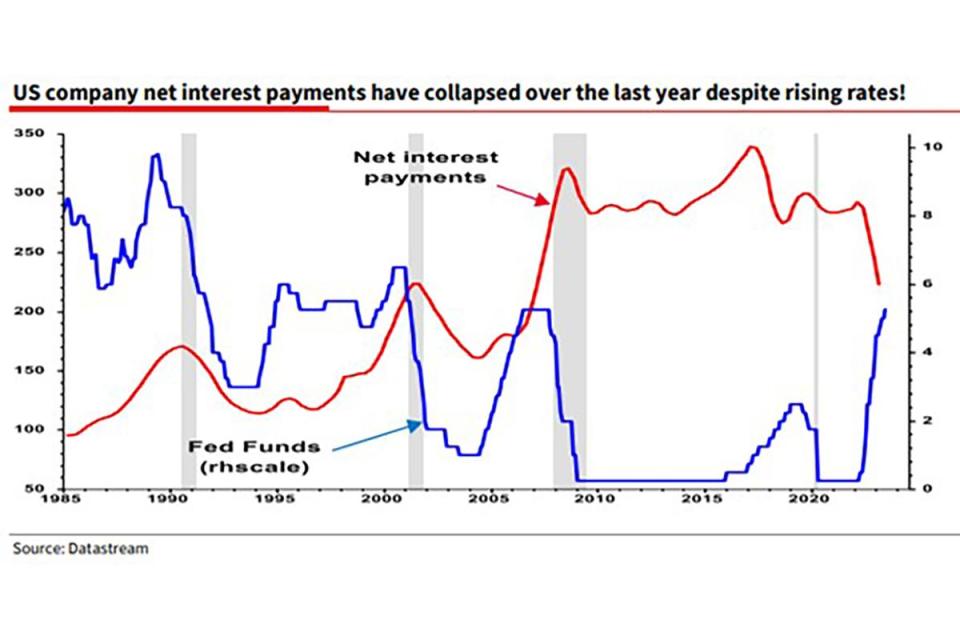 US company net interest payments have collapsed over the last year despite rising rates!
350
300
250
200
150
100
50
10
8
6
4
2
0
Net interest
payments
Fed Funds
(rhscale)
1985 1990 1995 2000 2005 2010 2015 2020
Source: Datastream